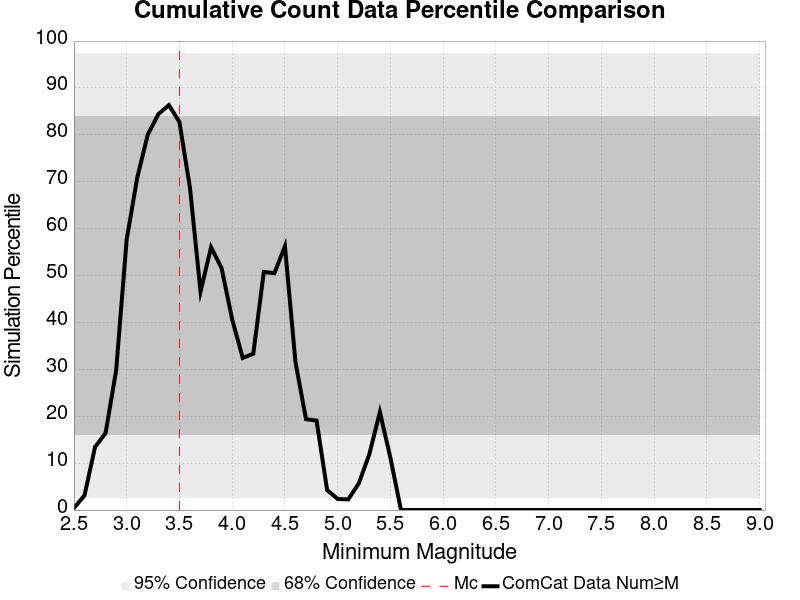 Cumulative Count Data Percentile Comparison
100
90
80
70
60
50
40
30
20
10
0
Simulation Percentile
2.5 3.0 3.5 4.0 4.5 5.0 5.5 6.0 6.5 7.0 7.5 8.0 8.5 9.0
Minimum Magnitude
95% Confidence 68% Confidence Mc ComCat Data Num≥M